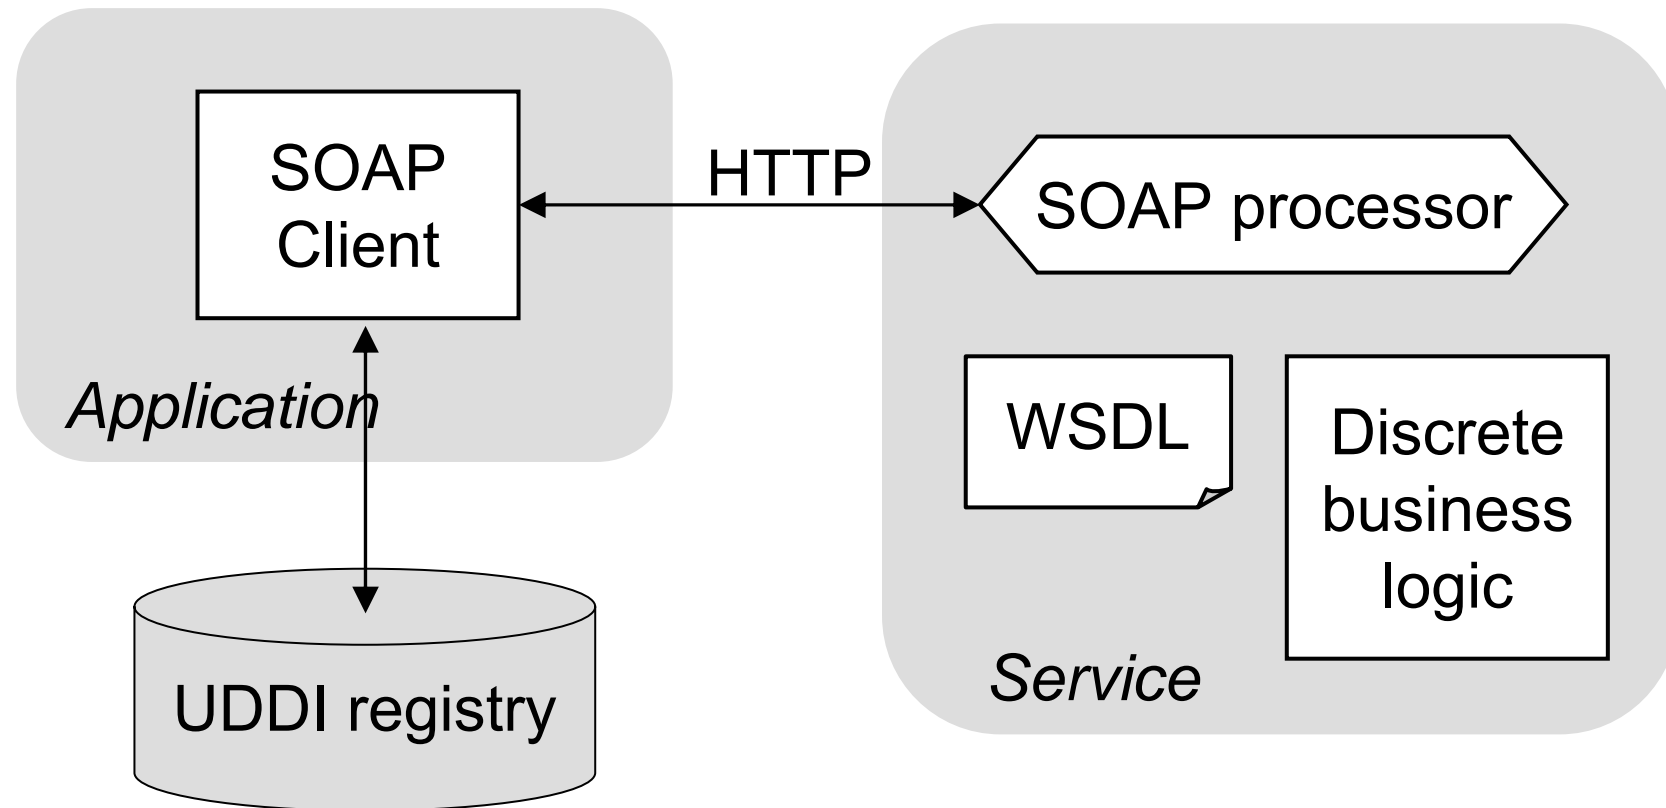 SOAP
Client
HTTP
SOAP processor
Application
WSDL
Discrete
business
logic
Service
UDDI registry